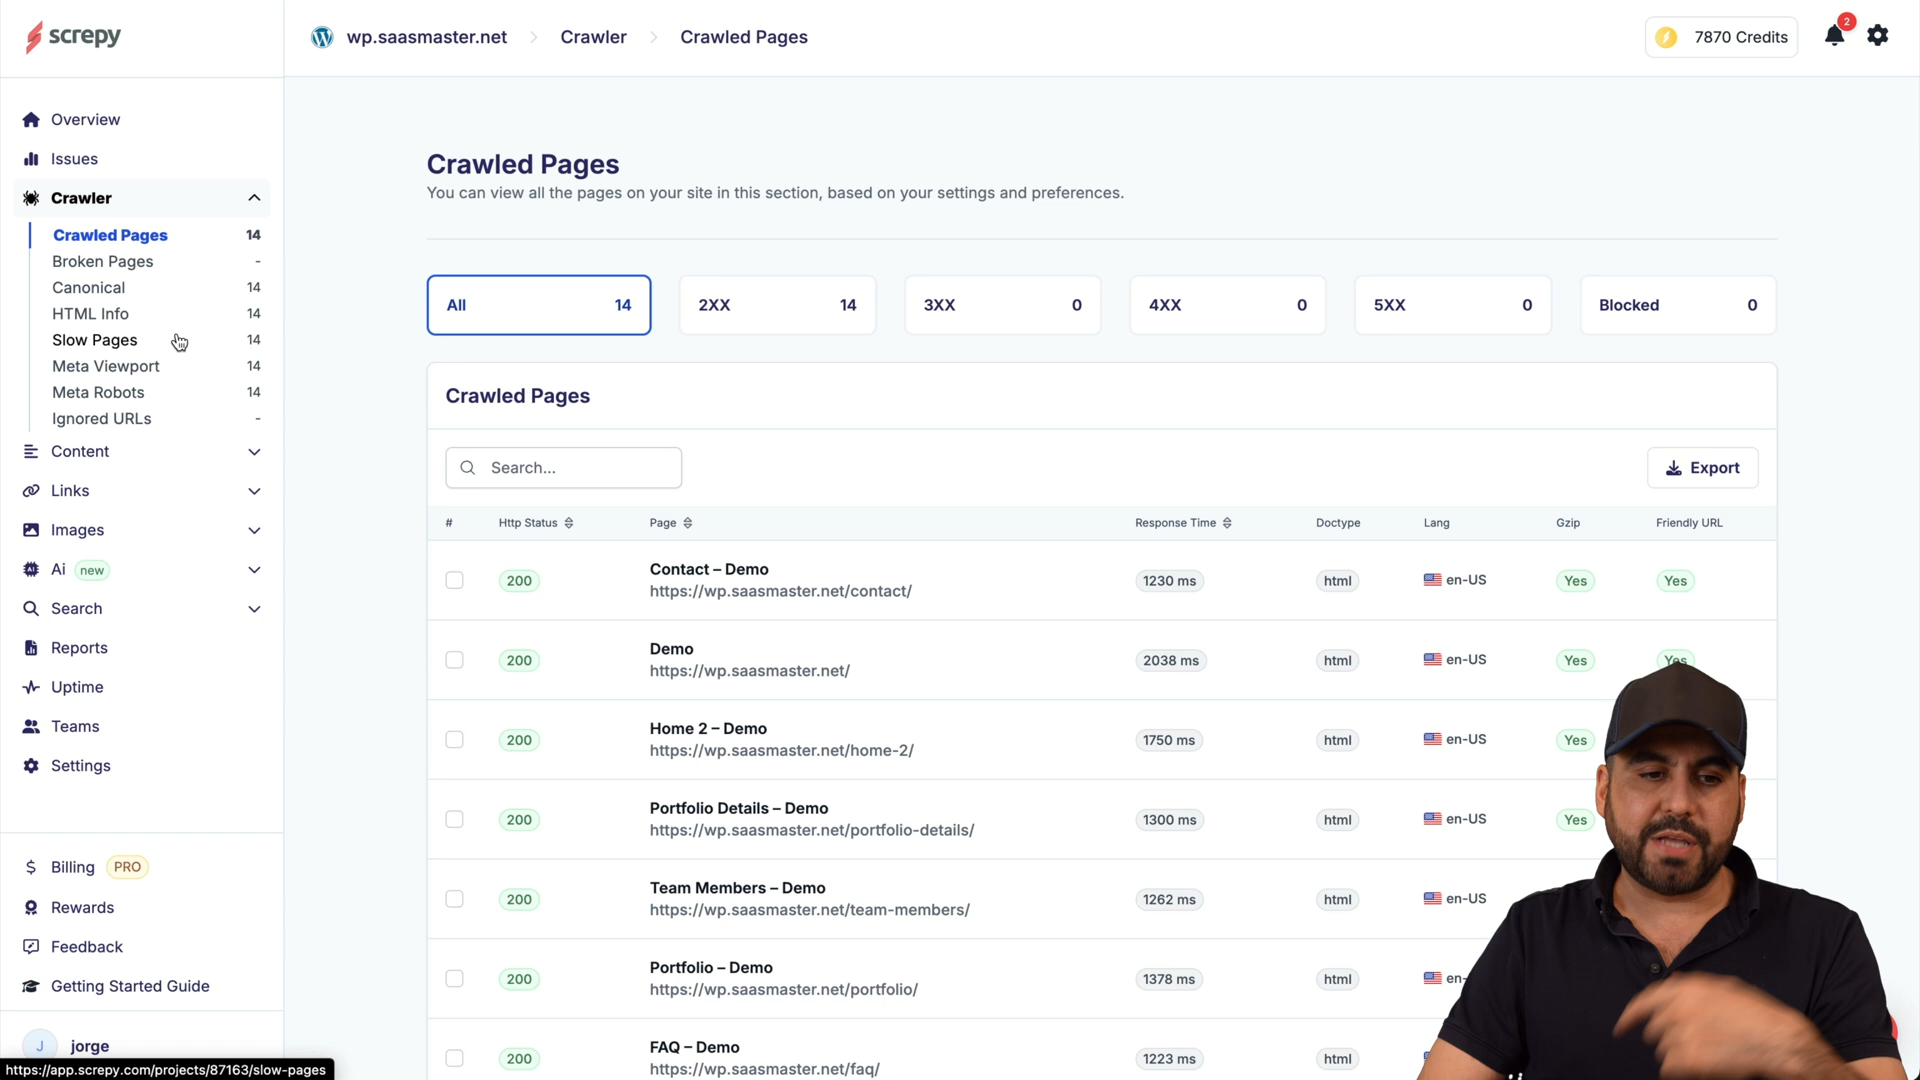 screpy
wp.saasmaster.net
Crawler
Crawled Pages
7870 Credits
2
Overview
Issues
Crawler
Crawled Pages 14
Broken Pages -
Canonical 14
HTML Info 14
Slow Pages 14
Meta Viewport 14
Meta Robots 14
Ignored URLs -
Content
Links
Images
Ai new
Search
Reports
Uptime
Teams
Settings
Billing PRO
Rewards
Feedback
Getting Started Guide
J jorge
https://app.screpy.com/projects/87163/slow-pages
Crawled Pages
You can view all the pages on your site in this section, based on your settings and preferences.
All 14
2XX 14
3XX 0
4XX 0
5XX 0
Blocked 0
Crawled Pages
Search...
Export
# Http Status Page Response Time Doctype Lang Gzip Friendly URL
200 Contact – Demo 1230 ms html en-US Yes Yes
https://wp.saasmaster.net/contact/
200 Demo 2038 ms html en-US Yes Yes
https://wp.saasmaster.net/
200 Home 2 – Demo 1750 ms html en-US Yes
https://wp.saasmaster.net/home-2/
200 Portfolio Details – Demo 1300 ms html en-US Yes
https://wp.saasmaster.net/portfolio-details/
200 Team Members – Demo 1262 ms html en-US
https://wp.saasmaster.net/team-members/
200 Portfolio – Demo 1378 ms html en-
https://wp.saasmaster.net/portfolio/
200 FAQ – Demo 1223 ms html
https://wp.saasmaster.net/faq/